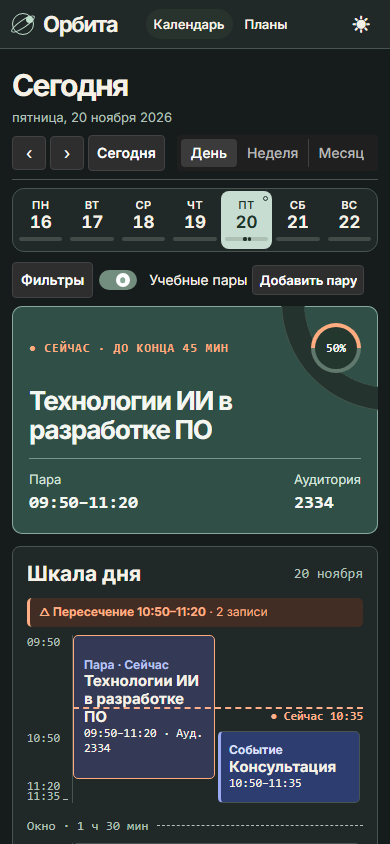 Орбита
Календарь Планы
Сегодня
пятница, 20 ноября 2026
‹ › Сегодня День Неделя Месяц
ПН ВТ СР ЧТ ПТ СБ ВС
16 17 18 19 20 21 22
Фильтры Учебные пары Добавить пару
• СЕЙЧАС · ДО КОНЦА 45 МИН
50%
Технологии ИИ в
разработке ПО
Пара Аудитория
09:50–11:20 2334
Шкала дня 20 ноября
△ Пересечение 10:50–11:20 · 2 записи
09:50
Пара · Сейчас
Технологии ИИ
в разработке
ПО
09:50–11:20 · Ауд.
2334
• Сейчас 10:35
10:50
Событие
Консультация
10:50–11:35
11:20
11:35
Окно · 1 ч 30 мин